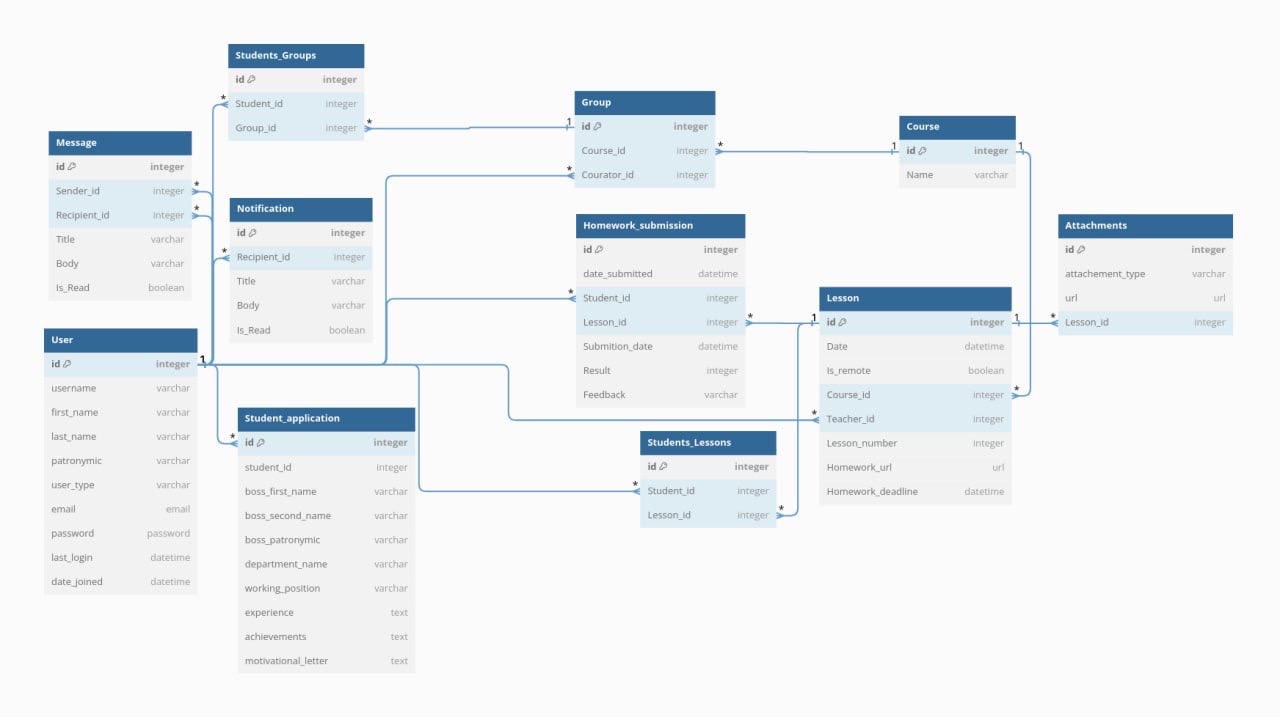 Students_Groups
id integer
* Student_id integer
Group_id integer *
Group
1 id integer
Course_id integer *
* Courator_id integer
Course
1 id integer 1
Name varchar
Message
id integer
Sender_id integer *
Recipient_id integer *
Title varchar
Body varchar
Is_Read boolean
Notification
id integer
* Recipient_id integer
Title varchar
Body varchar
Is_Read boolean
Homework_submission
id integer
date_submitted datetime
* Student_id integer
Lesson_id integer *
Submition_date datetime
Result integer
Feedback varchar
Attachments
id integer
attachement_type varchar
url url
* Lesson_id integer
Lesson
1 id integer 1
Date datetime
Is_remote boolean
Course_id integer *
* Teacher_id integer
Lesson_number integer
Homework_url url
Homework_deadline datetime
User
id integer 1
username varchar
first_name varchar
last_name varchar
patronymic varchar
user_type varchar
email email
password password
last_login datetime
date_joined datetime
Student_application
* id integer
student_id integer
boss_first_name varchar
boss_second_name varchar
boss_patronymic varchar
department_name varchar
working_position varchar
experience text
achievements text
motivational_letter text
Students_Lessons
id integer
* Student_id integer
Lesson_id integer *